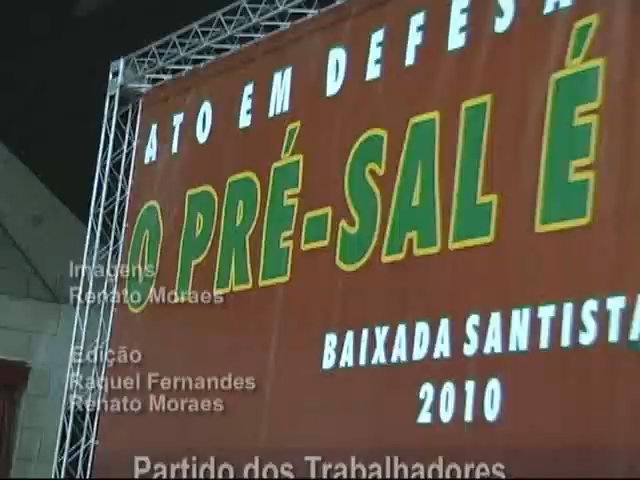 ATO EM DEFESA
O PRÉ-SAL É
BAIXADA SANTISTA
2010
Imagens
Renato Moraes
Edição
Raquel Fernandes
Renato Moraes
Partido dos Trabalhadores